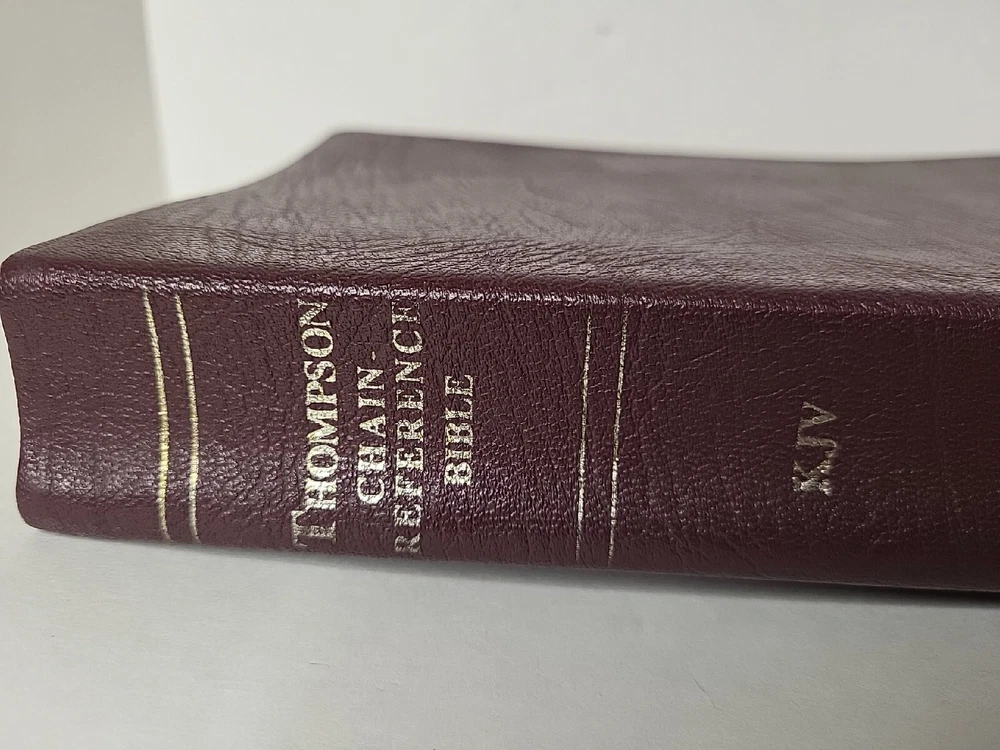 THOMPSON
CHAIN-
REFERENCE
BIBLE
KJV